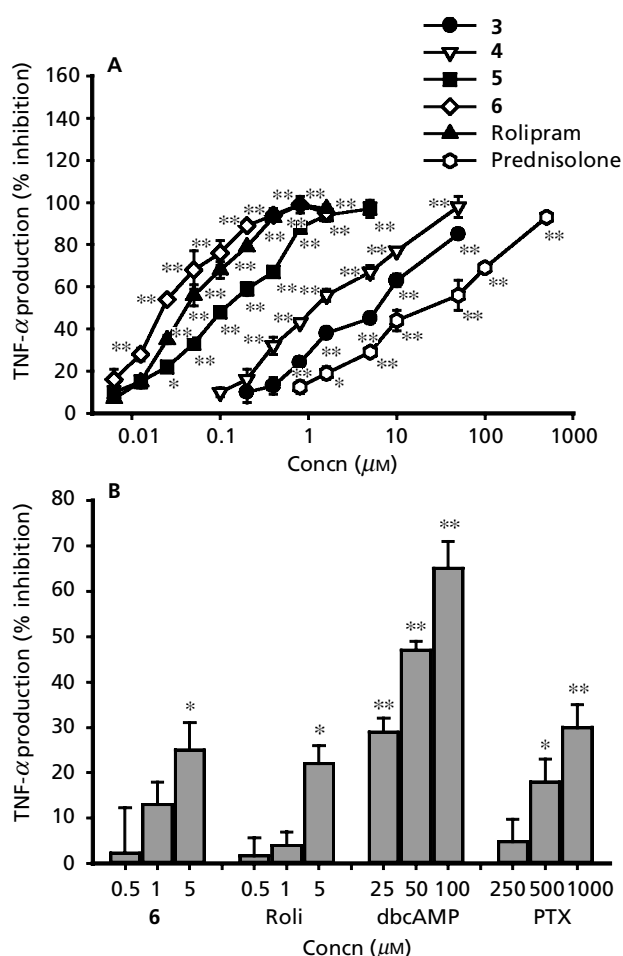 3
4
5
6
Rolipram
Prednisolone
A
TNF-α production (% inhibition)
160
140
120
100
80
60
40
20
0
** ** ** ** ** ** ** ** ** ** ** ** ** ** ** ** ** ** ** ** ** ** ** ** ** ** ** ** ** ** ** ** ** ** ** * *
0.01 0.1 1 10 100 1000
Concn (μM)
B
TNF-α production (% inhibition)
80
70
60
50
40
30
20
10
0
* * ** ** ** * **
0.5 1 5 0.5 1 5 25 50 100 250 500 1000
6 Roli dbcAMP PTX
Concn (μM)